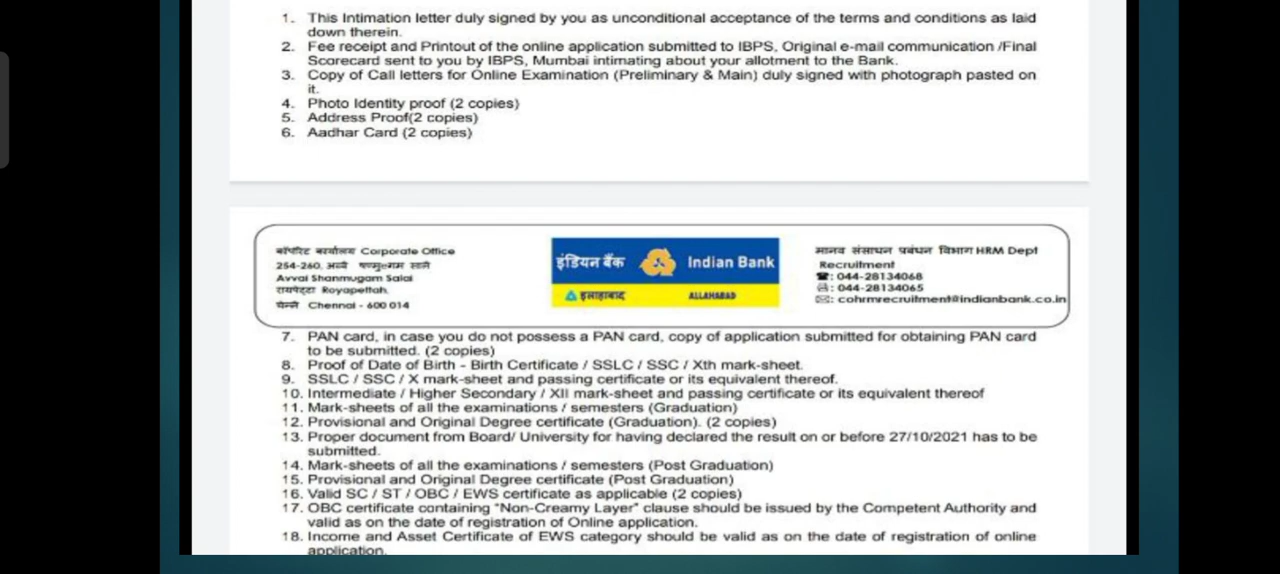 1. This Intimation letter duly signed by you as unconditional acceptance of the terms and conditions as laid
down therein.
2. Fee receipt and Printout of the online application submitted to IBPS, Original e-mail communication /Final
Scorecard sent to you by IBPS, Mumbai intimating about your allotment to the Bank.
3. Copy of Call letters for Online Examination (Preliminary & Main) duly signed with photograph pasted on
it.
4. Photo Identity proof (2 copies)
5. Address Proof(2 copies)
6. Aadhar Card (2 copies)
कार्यालय Corporate Office
254-260,
Avvai Shanmugam Salai
Royapettah,
चेन्नै Chennai - 600 014
इंडियन बैंक Indian Bank
इलाहाबाद ALLAHABAD
मानव संसाधन प्रबंधन विभाग HRM Dept
Recruitment
: 044-28134068
: 044-28134065
: cohrmrecruitment@indianbank.co.in
7. PAN card, in case you do not possess a PAN card, copy of application submitted for obtaining PAN card
to be submitted. (2 copies)
8. Proof of Date of Birth - Birth Certificate / SSLC / SSC / Xth mark-sheet.
9. SSLC / SSC / X mark-sheet and passing certificate or its equivalent thereof.
10. Intermediate / Higher Secondary / XII mark-sheet and passing certificate or its equivalent thereof
11. Mark-sheets of all the examinations / semesters (Graduation)
12. Provisional and Original Degree certificate (Graduation). (2 copies)
13. Proper document from Board/ University for having declared the result on or before 27/10/2021 has to be
submitted.
14. Mark-sheets of all the examinations / semesters (Post Graduation)
15. Provisional and Original Degree certificate (Post Graduation)
16. Valid SC / ST / OBC / EWS certificate as applicable (2 copies)
17. OBC certificate containing "Non-Creamy Layer" clause should be issued by the Competent Authority and
valid as on the date of registration of Online application.
18. Income and Asset Certificate of EWS category should be valid as on the date of registration of online
application.